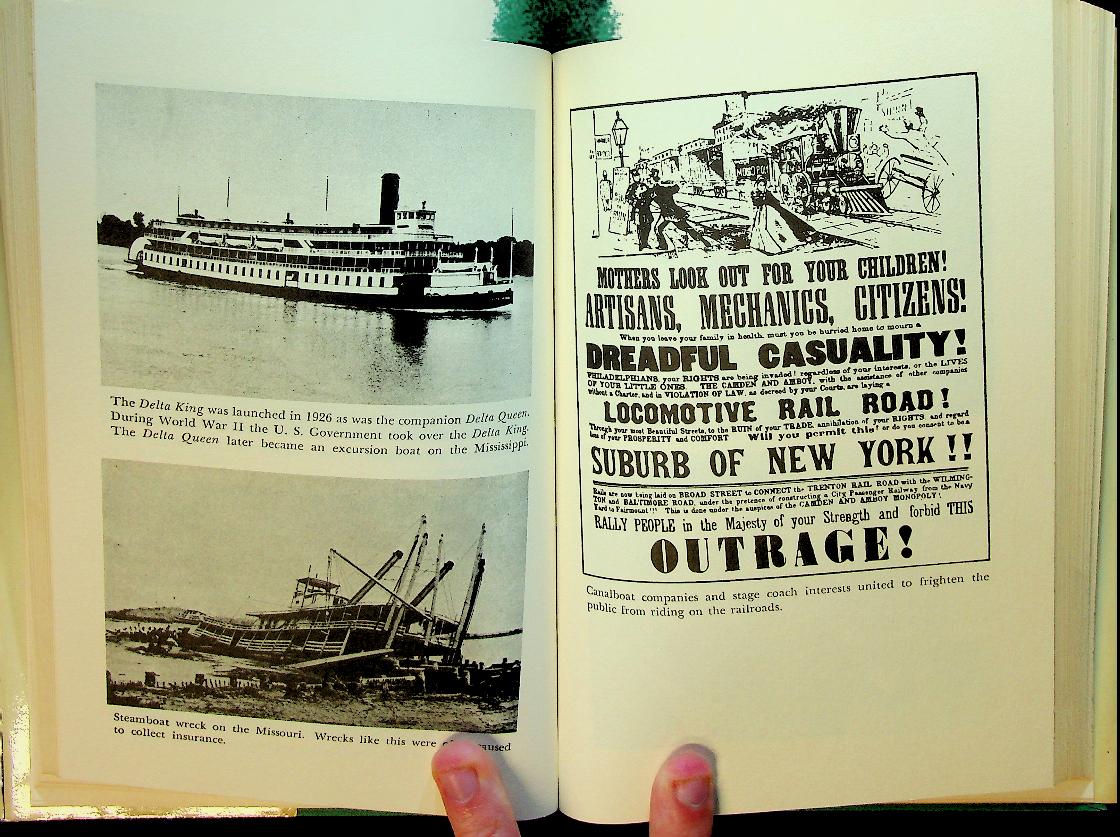 The Delta King was launched in 1926 as was the companion Delta Queen.
During World War II the U. S. Government took over the Delta King.
The Delta Queen later became an excursion boat on the Mississippi.
Steamboat wreck on the Missouri. Wrecks like this were
to collect insurance.
MOTHERS LOOK OUT FOR YOUR CHILDREN!
ARTISANS, MECHANICS, CITIZENS!
When you leave your family in health, must you be hurried home to mourn a
DREADFUL CASUALITY!
PHILADELPHIANS, your RIGHTS are being invaded! regardless of your interests, or the LIVES
OF YOUR LITTLE ONES. THE CAMDEN AND AMBOY, with the assistance of other companies
without a Charter, and in VIOLATION OF LAW, as decreed by your Courts, are laying a
LOCOMOTIVE RAIL ROAD!
Through your most Beautiful Streets, to the RUIN of your TRADE, annihilation of your RIGHTS, and regard
less of your PROSPERITY and COMFORT. Will you permit this! or do you consent to be a
SUBURB OF NEW YORK!!
Rails are now being laid on BROAD STREET to CONNECT the TRENTON RAIL ROAD with the WILMING-
TON and BALTIMORE ROAD, under the pretence of constructing a City Passenger Railway from the Navy
Yard to Fairmount!!! This is done under the auspices of the CAMDEN AND AMBOY MONOPOLY!
RALLY PEOPLE in the Majesty of your Strength and forbid THIS
OUTRAGE!
Canalboat companies and stage coach interests united to frighten the
public from riding on the railroads.